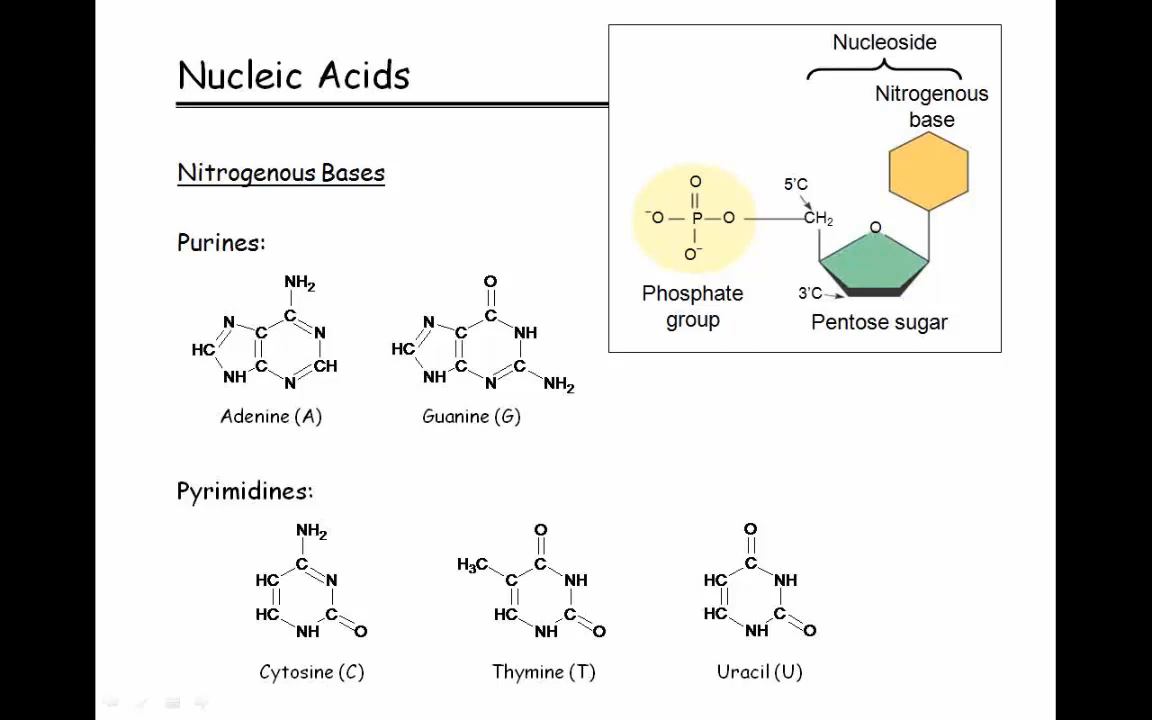 Nucleic Acids
Nucleoside
Nitrogenous
base
5'C
O
⁻O
P
O
O⁻
CH₂
O
3'C
Phosphate
group
Pentose sugar
Nitrogenous Bases
Purines:
NH₂
N
C
C
N
HC
C
CH
NH
N
Adenine (A)
O
N
C
C
NH
HC
C
C
NH
N
NH₂
Guanine (G)
Pyrimidines:
NH₂
C
HC
N
HC
C
NH
O
Cytosine (C)
O
H₃C
C
C
NH
HC
C
NH
O
Thymine (T)
O
C
HC
NH
HC
C
NH
O
Uracil (U)